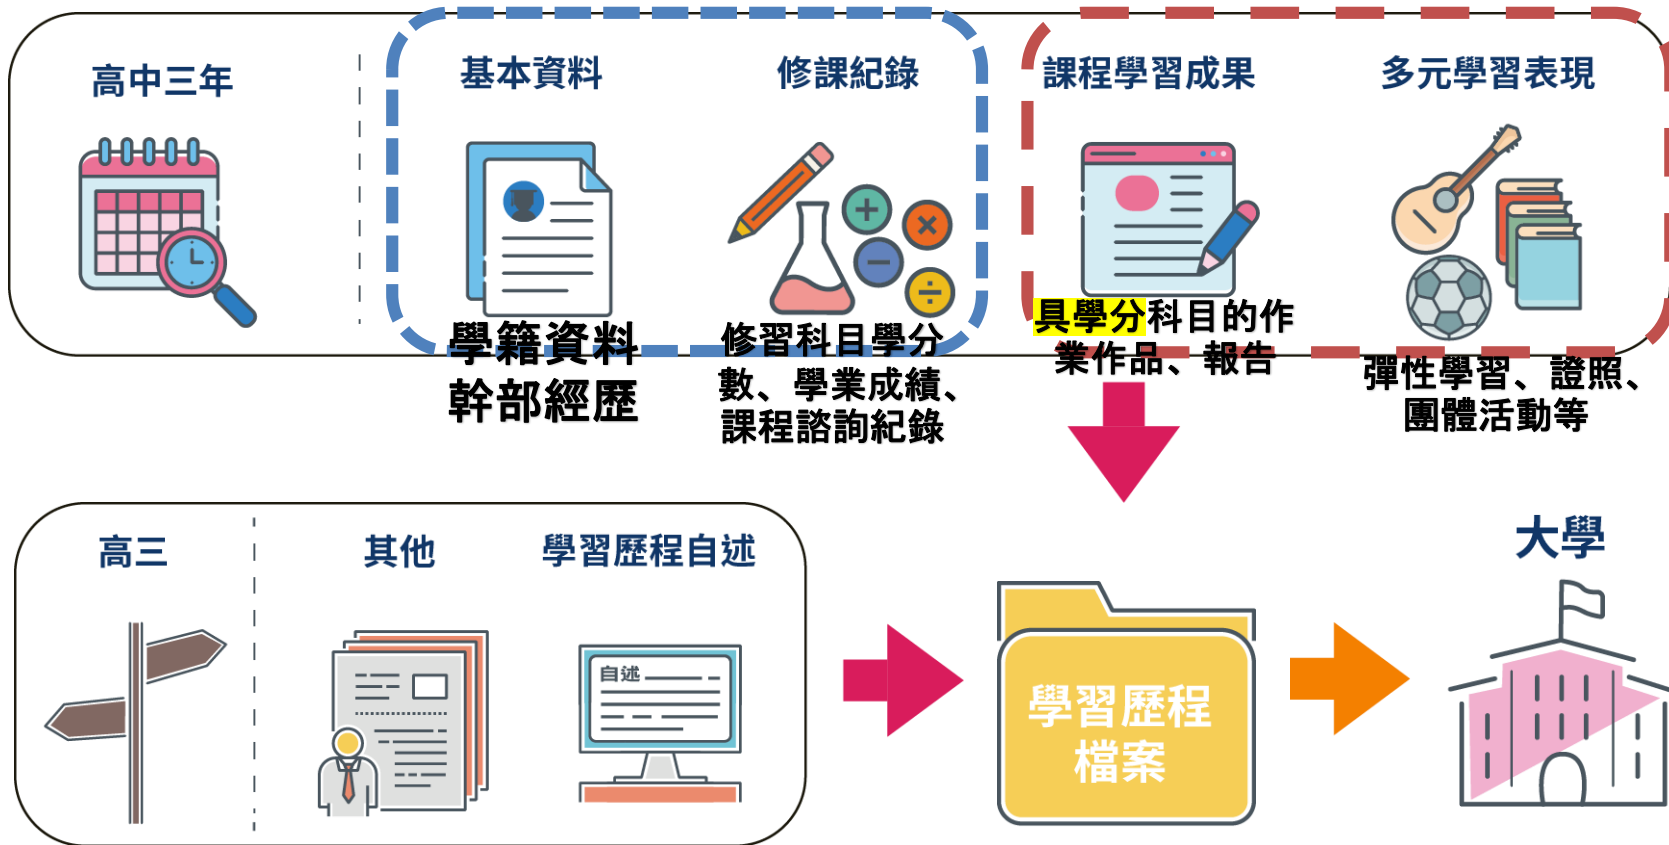 高中三年
基本資料
修課紀錄
課程學習成果
多元學習表現
學籍資料
幹部經歷
修習科目學分
數、學業成績、
課程諮詢紀錄
具學分科目的作
業作品、報告
彈性學習、證照、
團體活動等
高三
其他
學習歷程自述
自述
學習歷程
檔案
大學